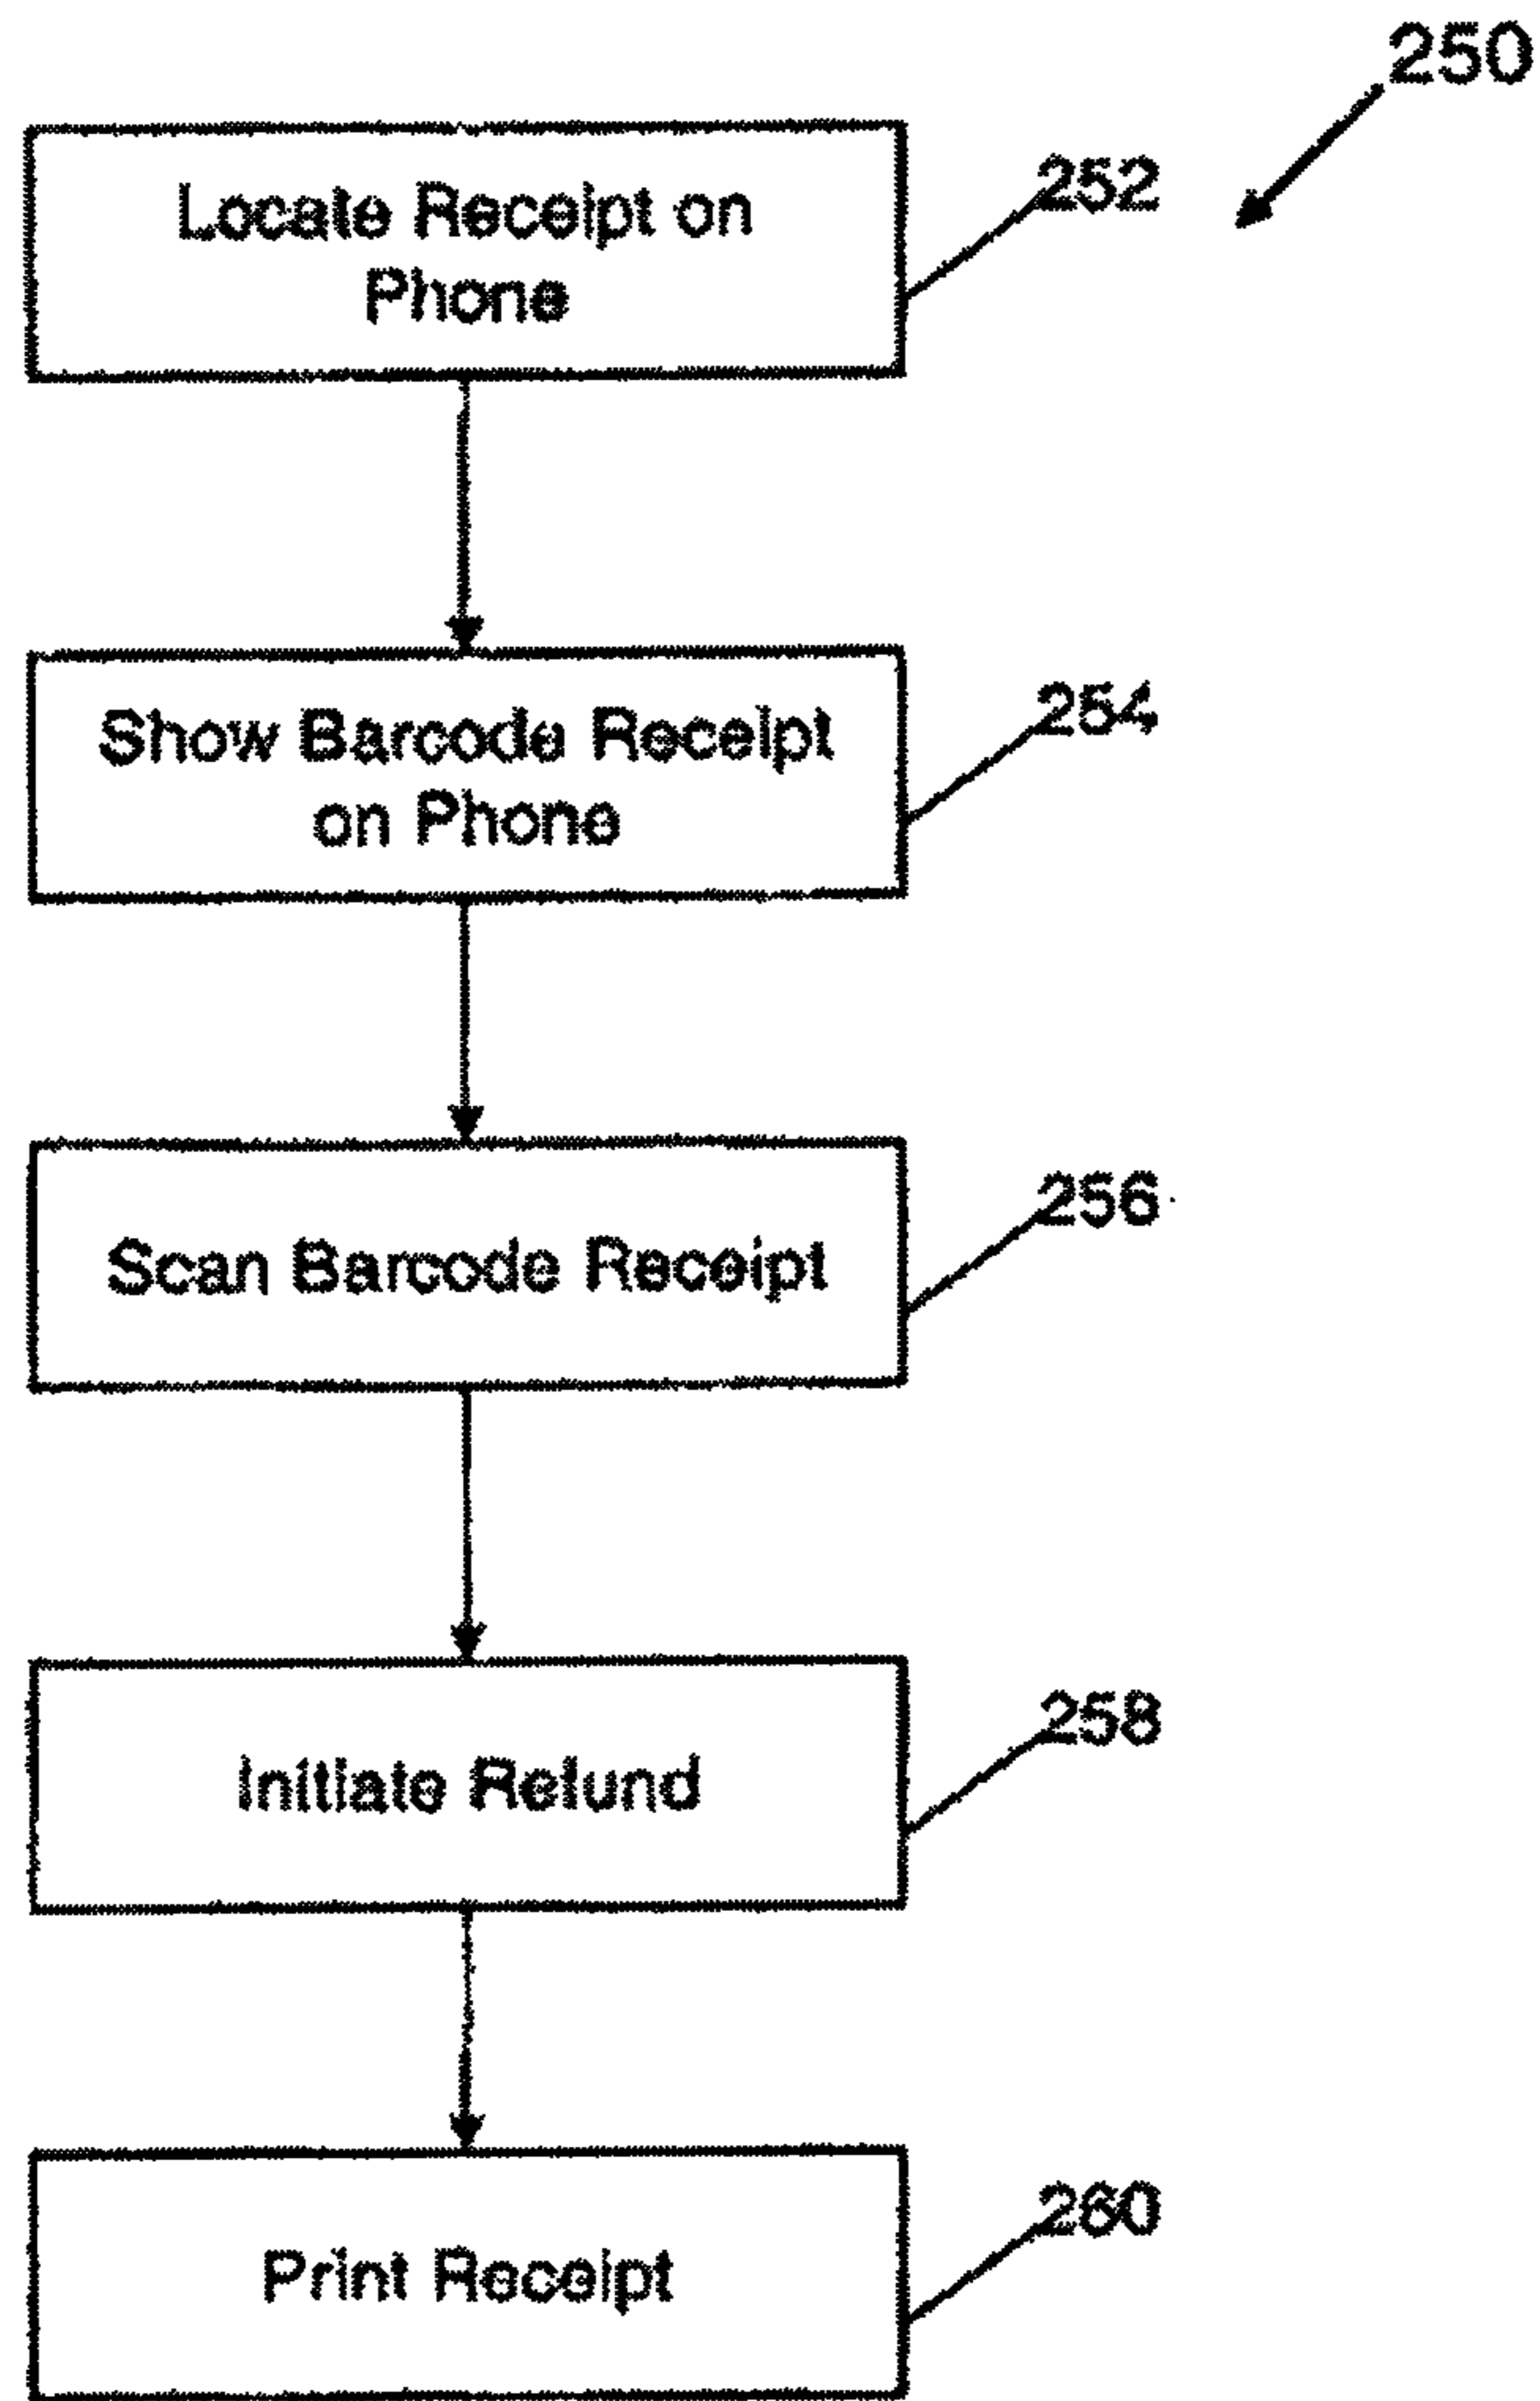 250
Locate Receipt on
Phone
252
Show Barcode Receipt
on Phone
254
Scan Barcode Receipt
256
Initiate Refund
258
Print Receipt
260